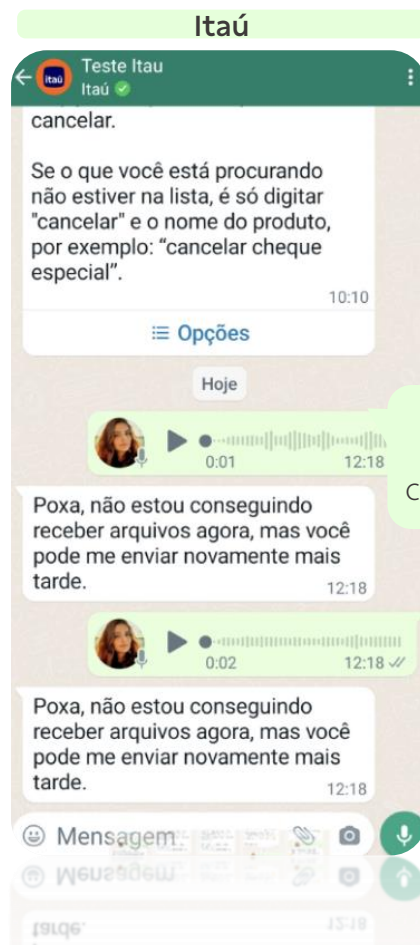 Itaú
Teste Itau
itaú
Itaú
cancelar.
Se o que você está procurando
não estiver na lista, é só digitar
"cancelar" e o nome do produto,
por exemplo: “cancelar cheque
especial”.
10:10
Opções
Hoje
0:01 12:18
C
Poxa, não estou conseguindo
receber arquivos agora, mas você
pode me enviar novamente mais
tarde.
12:18
0:02 12:18
Poxa, não estou conseguindo
receber arquivos agora, mas você
pode me enviar novamente mais
tarde.
12:18
Mensagem